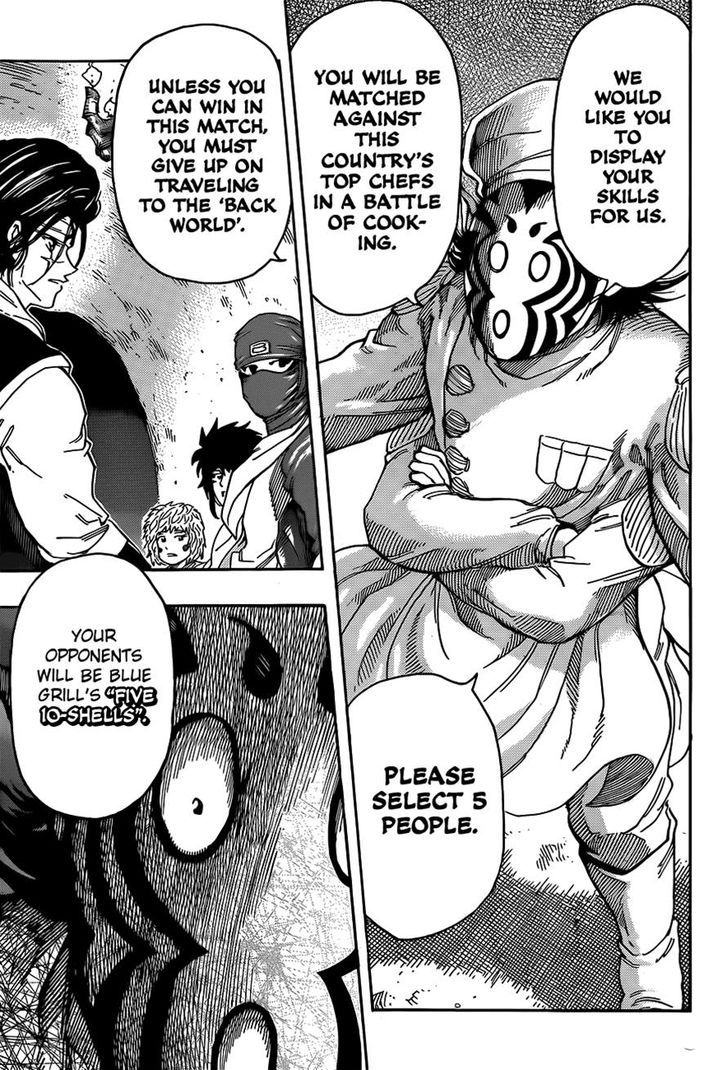 WE
WOULD
LIKE YOU
TO
DISPLAY
YOUR
SKILLS
FOR US.
YOU WILL BE
MATCHED
AGAINST
THIS
COUNTRY'S
TOP CHEFS
IN A BATTLE
OF COOK-
ING.
PLEASE
SELECT 5
PEOPLE.
UNLESS YOU
CAN WIN IN
THIS MATCH,
YOU MUST
GIVE UP ON
TRAVELING
TO THE 'BACK
WORLD'.
YOUR
OPPONENTS
WILL BE BLUE
GRILL'S "FIVE
10-SHELLS".